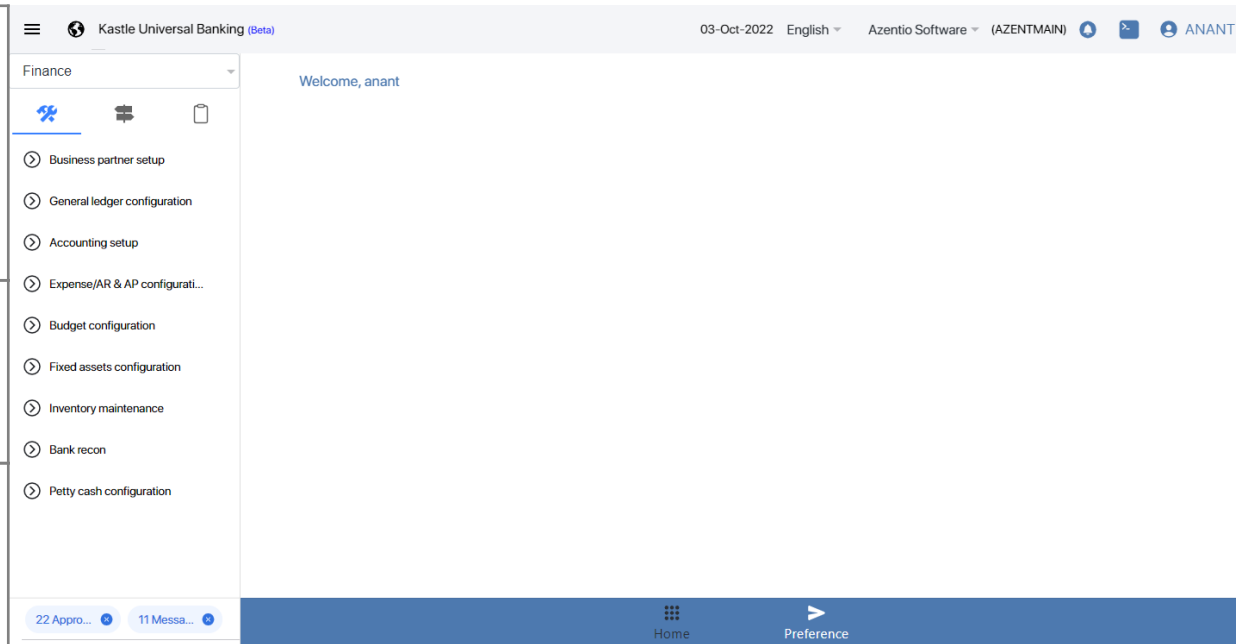 Kastle Universal Banking (Beta)
03-Oct-2022 English Azentio Software (AZENTMAIN) ANANT
Finance
Welcome, anant
Business partner setup
General ledger configuration
Accounting setup
Expense/AR & AP configurati...
Budget configuration
Fixed assets configuration
Inventory maintenance
Bank recon
Petty cash configuration
22 Appro... 11 Messa...
Home Preference